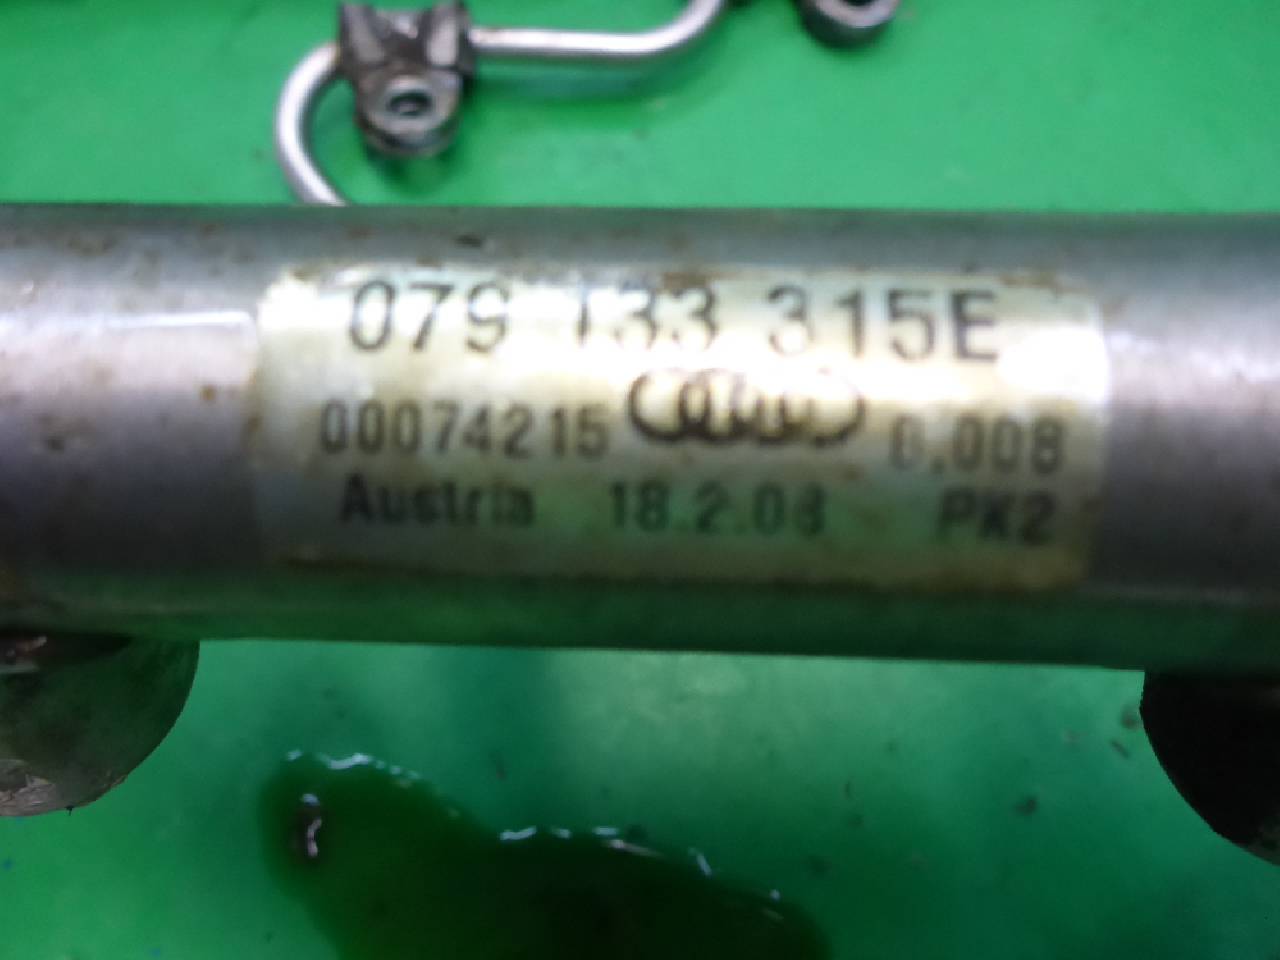 079 133 315E
00074215 0,008
Austria 18.2.08 PK2